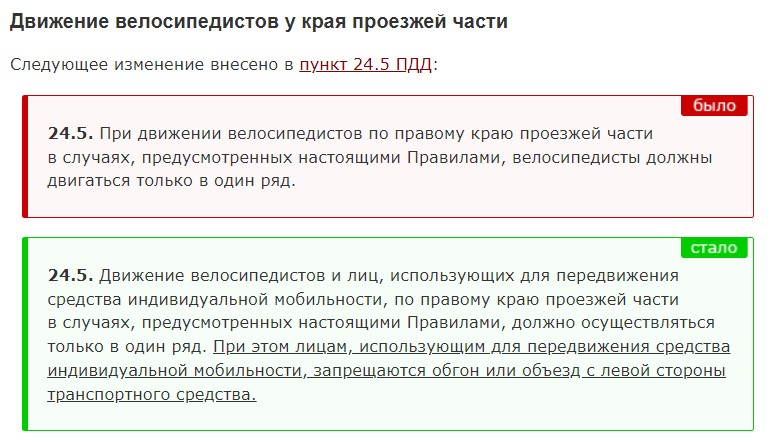 Движение велосипедистов у края проезжей части
Следующее изменение внесено в пункт 24.5 ПДД:
было
24.5. При движении велосипедистов по правому краю проезжей части
в случаях, предусмотренных настоящими Правилами, велосипедисты должны
двигаться только в один ряд.
стало
24.5. Движение велосипедистов и лиц, использующих для передвижения
средства индивидуальной мобильности, по правому краю проезжей части
в случаях, предусмотренных настоящими Правилами, должно осуществляться
только в один ряд. При этом лицам, использующим для передвижения средства
индивидуальной мобильности, запрещаются обгон или объезд с левой стороны
транспортного средства.